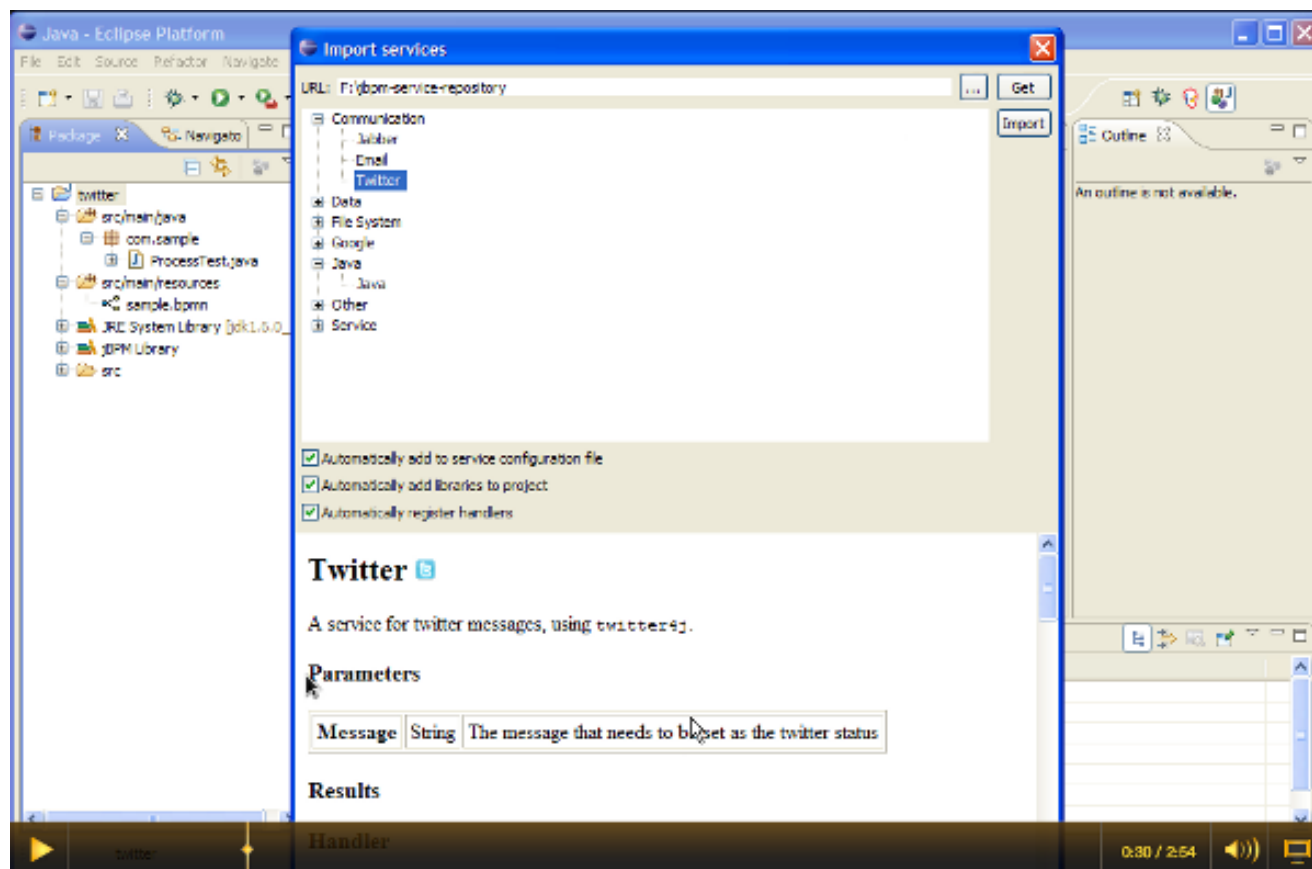 Java - Eclipse Platform
File Edit Source Refactor Navigate
Package
Navigato
twitter
src/main/java
com.sample
ProcessTest.java
src/main/resources
sample.bpmn
JRE System Library [jdk1.6.0_
jBPM Library
src
Import services
URL: F:\jbpm-service-repository
...
Get
Import
Communication
Jabber
Email
Twitter
Data
File System
Google
Java
Java
Other
Service
Automatically add to service configuration file
Automatically add libraries to project
Automatically register handlers
Twitter
A service for twitter messages, using twitter4j.
Parameters
Message String The message that needs to be set as the twitter status
Results
Handler
Outline
An outline is not available.
twitter
0:30 / 2:54